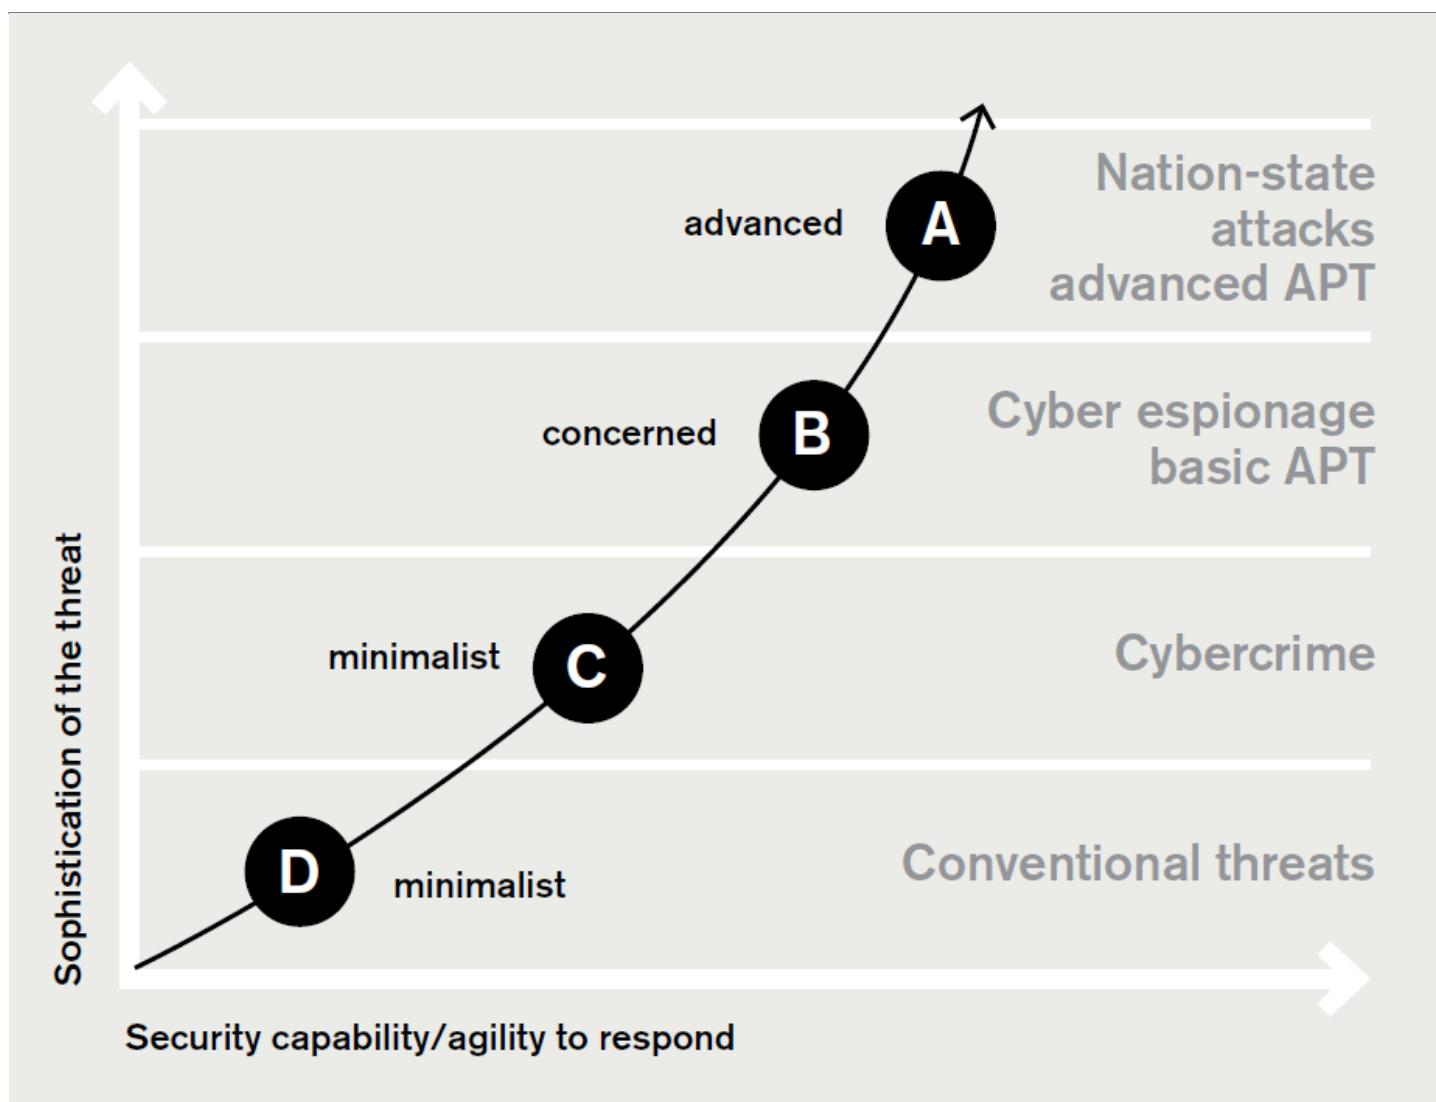 Nation-state
attacks
advanced APT
advanced
A
Cyber espionage
basic APT
concerned
B
Cybercrime
minimalist
C
Conventional threats
D
minimalist
Sophistication of the threat
Security capability/agility to respond